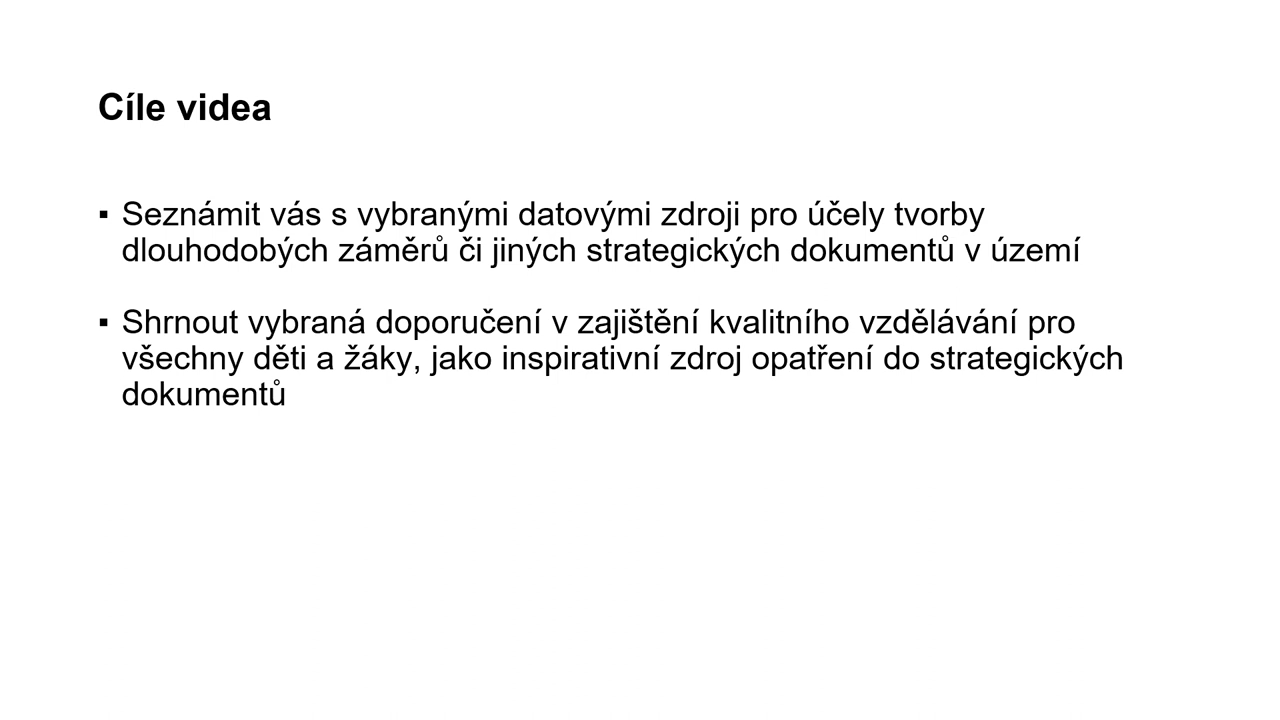 Cíle videa
▪ Seznámit vás s vybranými datovými zdroji pro účely tvorby
dlouhodobých záměrů či jiných strategických dokumentů v území
▪ Shrnout vybraná doporučení v zajištění kvalitního vzdělávání pro
všechny děti a žáky, jako inspirativní zdroj opatření do strategických
dokumentů